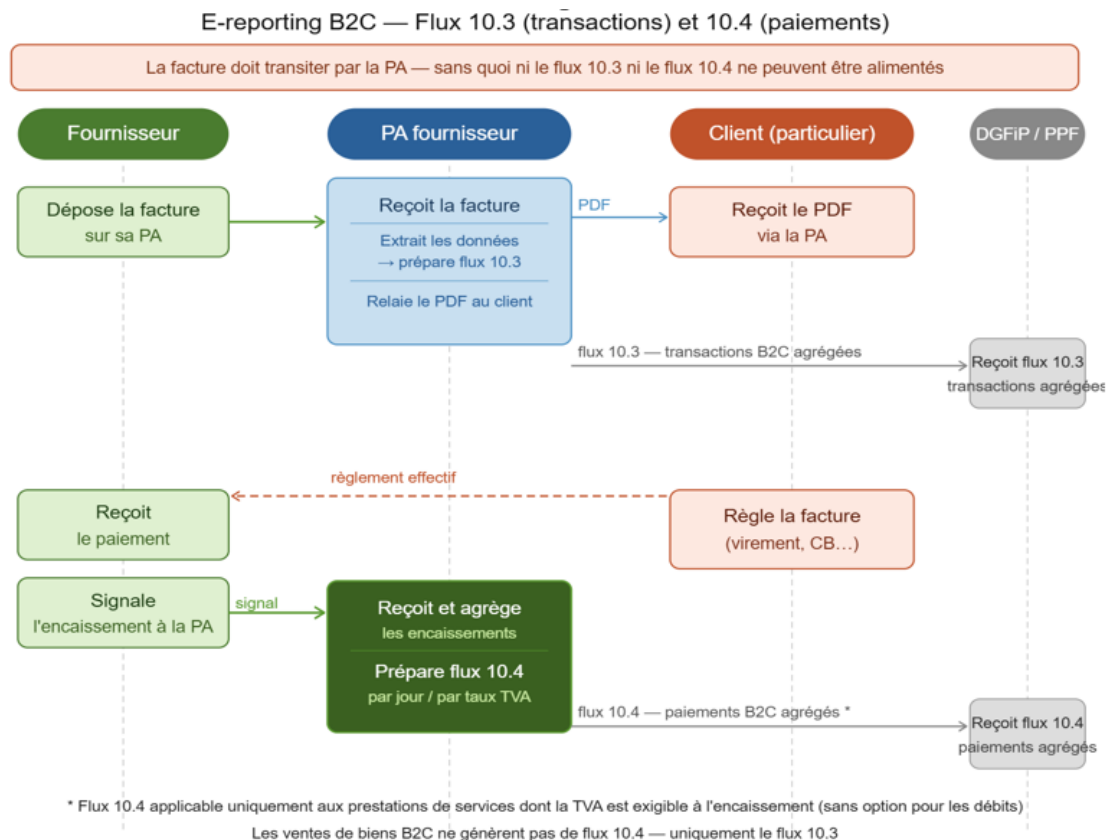 E-reporting B2C — Flux 10.3 (transactions) et 10.4 (paiements)
La facture doit transiter par la PA — sans quoi ni le flux 10.3 ni le flux 10.4 ne peuvent être alimentés
Fournisseur
PA fournisseur
Client (particulier)
DGFiP / PPF
Dépose la facture
sur sa PA
Reçoit la facture
Extrait les données
→ prépare flux 10.3
Relaie le PDF au client
PDF
Reçoit le PDF
via la PA
flux 10.3 — transactions B2C agrégées
Reçoit flux 10.3
transactions agrégées
règlement effectif
Reçoit
le paiement
Règle la facture
(virement, CB…)
Signale
l'encaissement à la PA
signal
Reçoit et agrège
les encaissements
Prépare flux 10.4
par jour / par taux TVA
flux 10.4 — paiements B2C agrégés *
Reçoit flux 10.4
paiements agrégés
* Flux 10.4 applicable uniquement aux prestations de services dont la TVA est exigible à l'encaissement (sans option pour les débits)
Les ventes de biens B2C ne génèrent pas de flux 10.4 — uniquement le flux 10.3